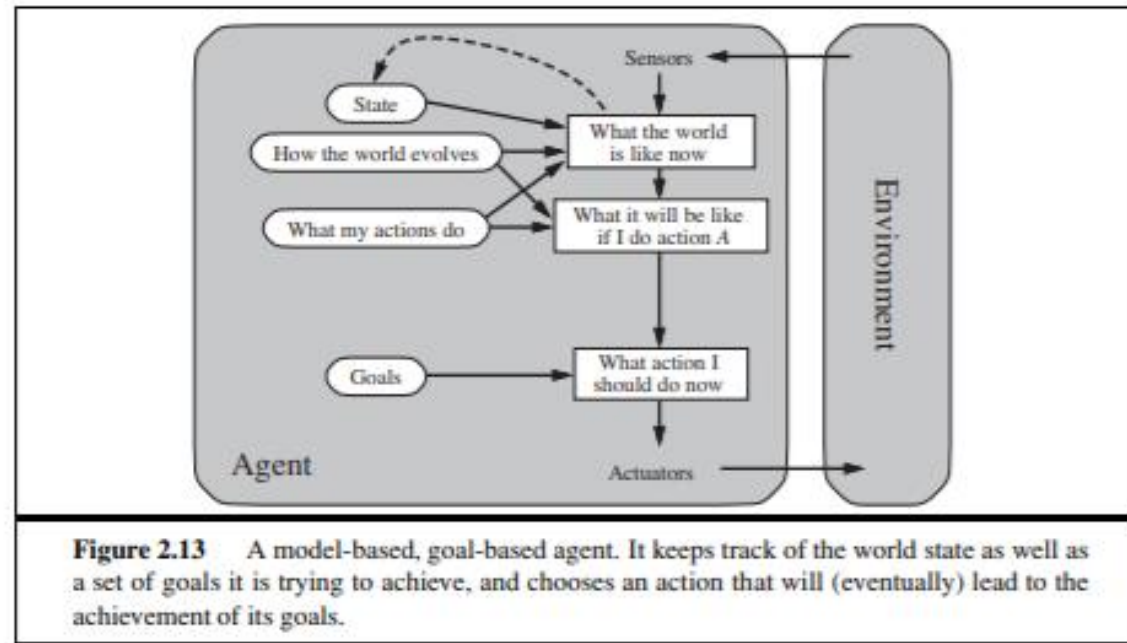 Sensors
State
What the world
is like now
How the world evolves
What it will be like
if I do action A
What my actions do
Environment
What action I
should do now
Goals
Agent
Actuators
Figure 2.13 A model-based, goal-based agent. It keeps track of the world state as well as
a set of goals it is trying to achieve, and chooses an action that will (eventually) lead to the
achievement of its goals.